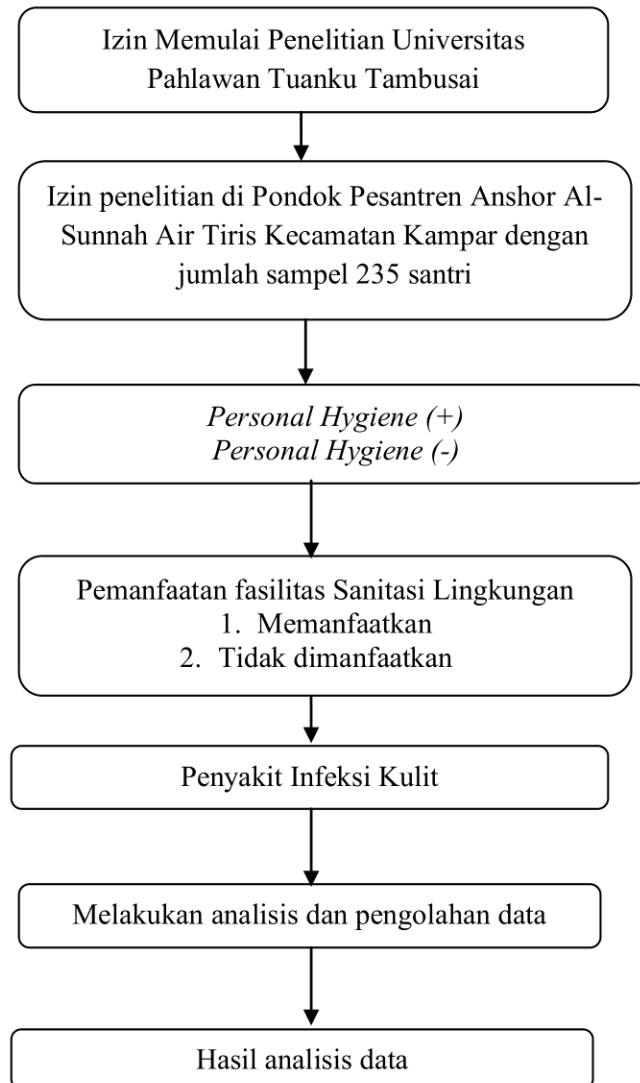 Izin Memulai Penelitian Universitas
Pahlawan Tuanku Tambusai
Izin penelitian di Pondok Pesantren Anshor Al-
Sunnah Air Tiris Kecamatan Kampar dengan
jumlah sampel 235 santri
Personal Hygiene (+)
Personal Hygiene (-)
Pemanfaatan fasilitas Sanitasi Lingkungan
1. Memanfaatkan
2. Tidak dimanfaatkan
Penyakit Infeksi Kulit
Melakukan analisis dan pengolahan data
Hasil analisis data